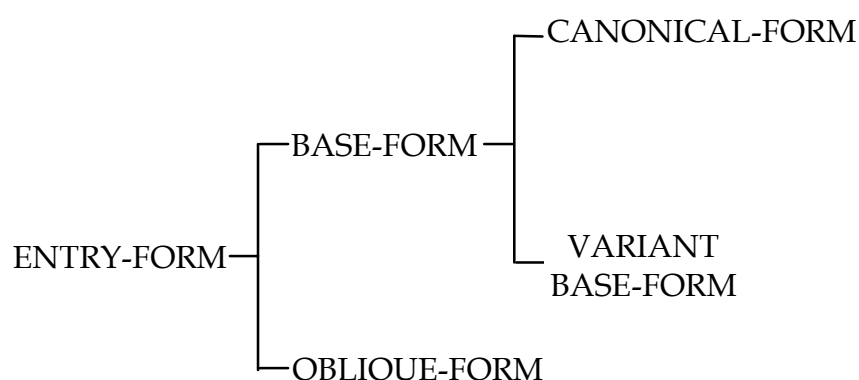 CANONICAL-FORM
BASE-FORM
ENTRY-FORM
VARIANT
BASE-FORM
OBLIOUE-FORM